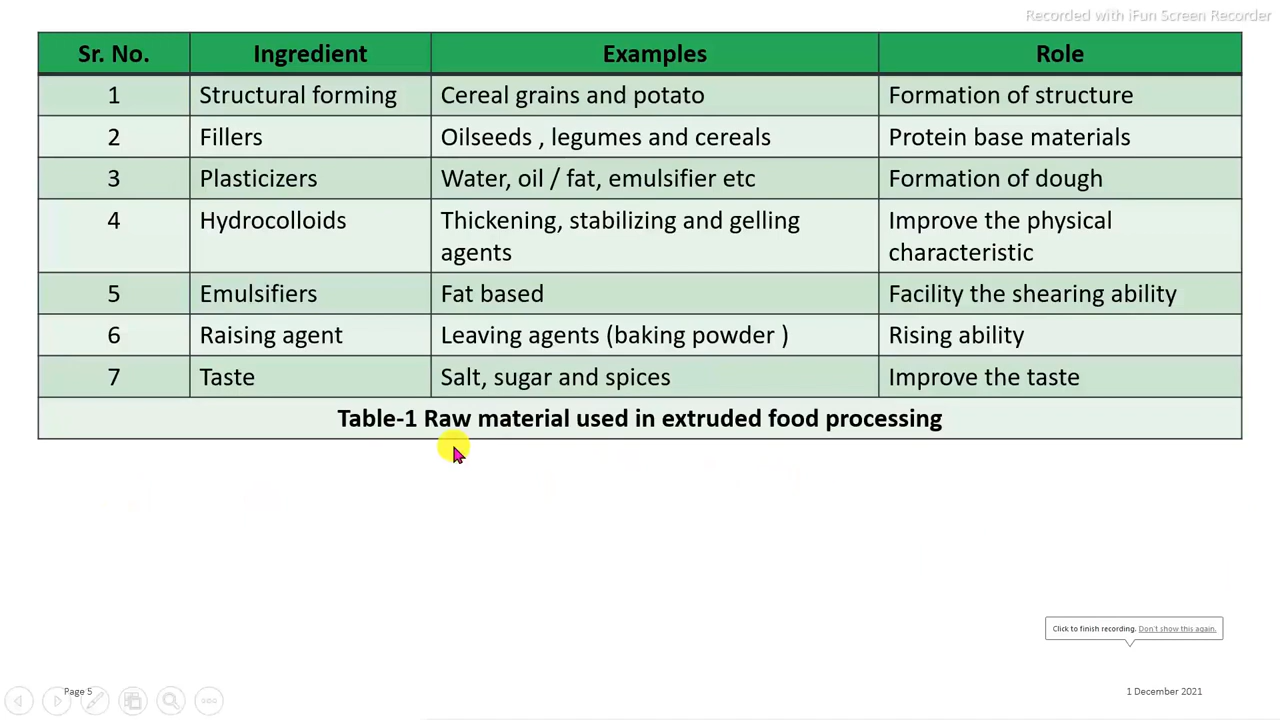 Recorded with iFun Screen Recorder
Sr. No. Ingredient Examples Role
1 Structural forming Cereal grains and potato Formation of structure
2 Fillers Oilseeds , legumes and cereals Protein base materials
3 Plasticizers Water, oil / fat, emulsifier etc Formation of dough
4 Hydrocolloids Thickening, stabilizing and gelling Improve the physical
agents characteristic
5 Emulsifiers Fat based Facility the shearing ability
6 Raising agent Leaving agents (baking powder ) Rising ability
7 Taste Salt, sugar and spices Improve the taste
Table-1 Raw material used in extruded food processing
Click to finish recording. Don't show this again.
Page 5 1 December 2021